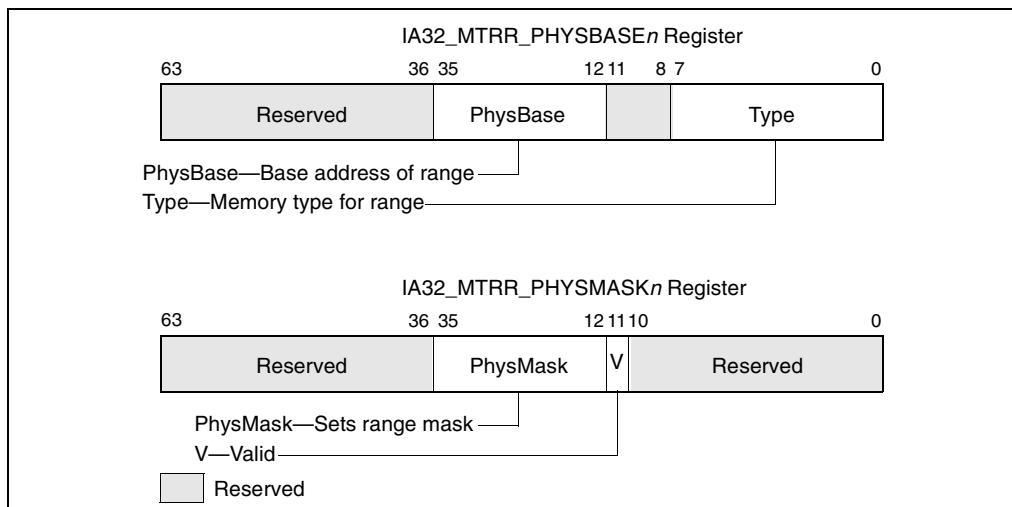 IA32_MTRR_PHYSBASEn Register
63 36 35 12 11 8 7 0
Reserved PhysBase Type
PhysBase—Base address of range
Type—Memory type for range
IA32_MTRR_PHYSMASKn Register
63 36 35 12 11 10 0
Reserved PhysMask V Reserved
PhysMask—Sets range mask
V—Valid
Reserved